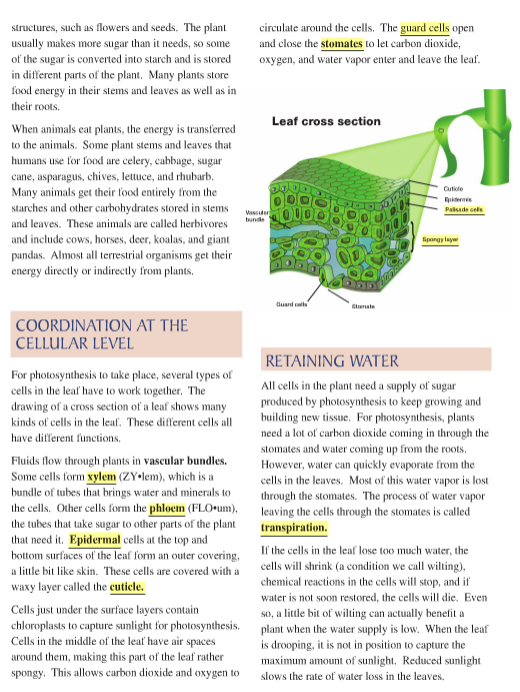 structures, such as flowers and seeds. The plant
usually makes more sugar than it needs, so some
of the sugar is converted into starch and is stored
in different parts of the plant. Many plants store
food energy in their stems and leaves as well as in
their roots.
When animals eat plants, the energy is transferred
to the animals. Some plant stems and leaves that
humans use for food are celery, cabbage, sugar
cane, asparagus, chives, lettuce, and rhubarb.
Many animals get their food entirely from the
starches and other carbohydrates stored in stems
and leaves. These animals are called herbivores
and include cows, horses, deer, koalas, and giant
pandas. Almost all terrestrial organisms get their
energy directly or indirectly from plants.
COORDINATION AT THE
CELLULAR LEVEL
For photosynthesis to take place, several types of
cells in the leaf have to work together. The
drawing of a cross section of a leaf shows many
kinds of cells in the leaf. These different cells all
have different functions.
Fluids flow through plants in vascular bundles.
Some cells form xylem (ZY•lem), which is a
bundle of tubes that brings water and minerals to
the cells. Other cells form the phloem (FLO•um),
the tubes that take sugar to other parts of the plant
that need it. Epidermal cells at the top and
bottom surfaces of the leaf form an outer covering,
a little bit like skin. These cells are covered with a
waxy layer called the cuticle.
Cells just under the surface layers contain
chloroplasts to capture sunlight for photosynthesis.
Cells in the middle of the leaf have air spaces
around them, making this part of the leaf rather
spongy. This allows carbon dioxide and oxygen to
circulate around the cells. The guard cells open
and close the stomates to let carbon dioxide,
oxygen, and water vapor enter and leave the leaf.
Leaf cross section
Cuticle
Epidermis
Palisade cells
Vascular
bundle
Spongy layer
Guard cells
Stomate
RETAINING WATER
All cells in the plant need a supply of sugar
produced by photosynthesis to keep growing and
building new tissue. For photosynthesis, plants
need a lot of carbon dioxide coming in through the
stomates and water coming up from the roots.
However, water can quickly evaporate from the
cells in the leaves. Most of this water vapor is lost
through the stomates. The process of water vapor
leaving the cells through the stomates is called
transpiration.
If the cells in the leaf lose too much water, the
cells will shrink (a condition we call wilting),
chemical reactions in the cells will stop, and if
water is not soon restored, the cells will die. Even
so, a little bit of wilting can actually benefit a
plant when the water supply is low. When the leaf
is drooping, it is not in position to capture the
maximum amount of sunlight. Reduced sunlight
slows the rate of water loss in the leaves.